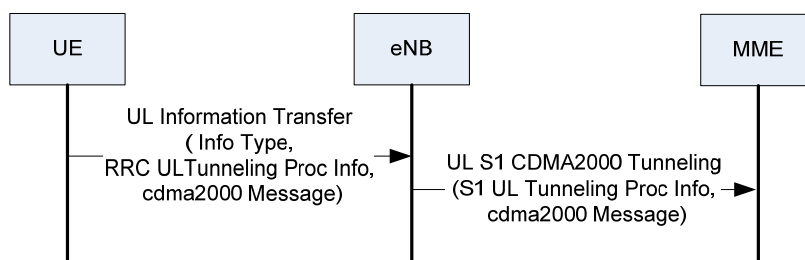 UE
eNB
MME
UL Information Transfer
( Info Type,
RRC ULTunneling Proc Info,
cdma2000 Message)
UL S1 CDMA2000 Tunneling
(S1 UL Tunneling Proc Info,
cdma2000 Message)